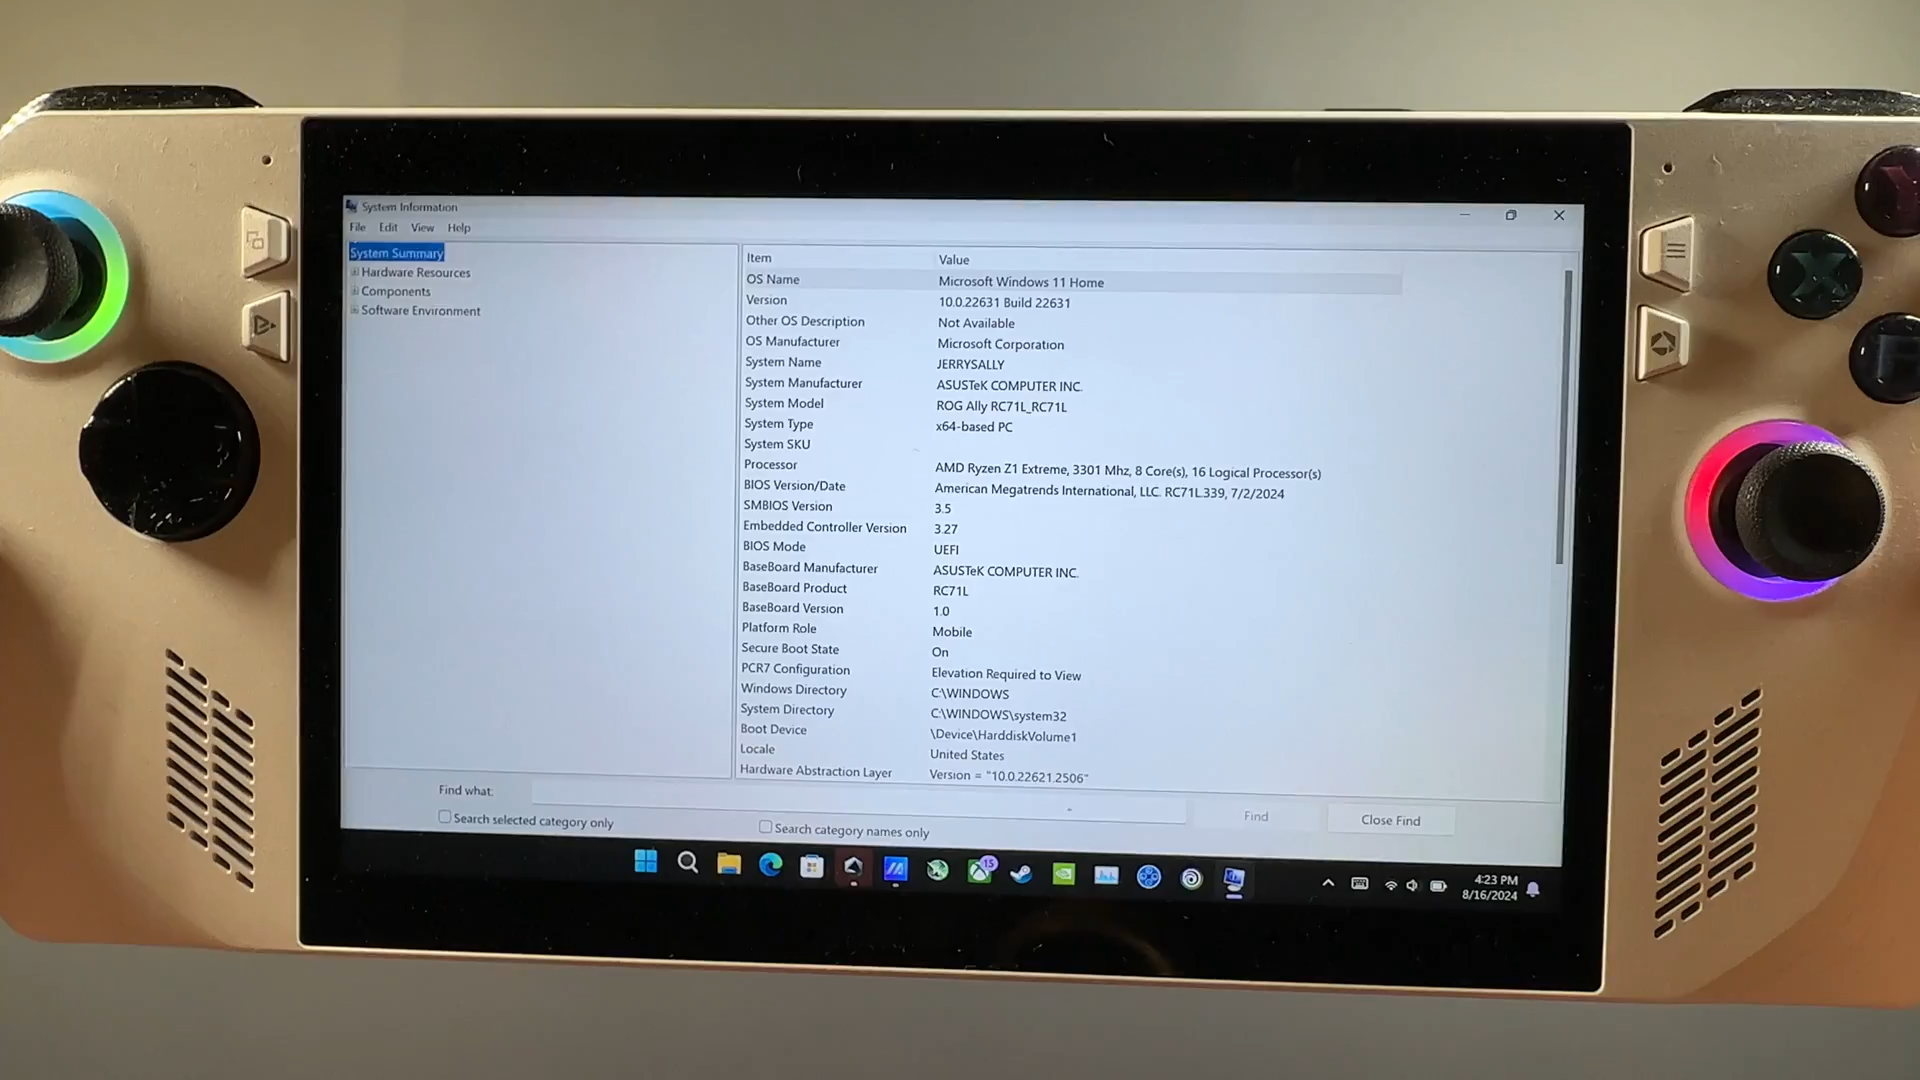 System Information
File Edit View Help
System Summary
Hardware Resources
Components
Software Environment
Item Value
OS Name Microsoft Windows 11 Home
Version 10.0.22631 Build 22631
Other OS Description Not Available
OS Manufacturer Microsoft Corporation
System Name JERRYSALLY
System Manufacturer ASUSTeK COMPUTER INC.
System Model ROG Ally RC71L_RC71L
System Type x64-based PC
System SKU
Processor AMD Ryzen Z1 Extreme, 3301 Mhz, 8 Core(s), 16 Logical Processor(s)
BIOS Version/Date American Megatrends International, LLC. RC71L.339, 7/2/2024
SMBIOS Version 3.5
Embedded Controller Version 3.27
BIOS Mode UEFI
BaseBoard Manufacturer ASUSTeK COMPUTER INC.
BaseBoard Product RC71L
BaseBoard Version 1.0
Platform Role Mobile
Secure Boot State On
PCR7 Configuration Elevation Required to View
Windows Directory C:\WINDOWS
System Directory C:\WINDOWS\system32
Boot Device \Device\HarddiskVolume1
Locale United States
Hardware Abstraction Layer Version = "10.0.22621.2506"
Find what: Find Close Find
Search selected category only Search category names only
15
4:23 PM
8/16/2024